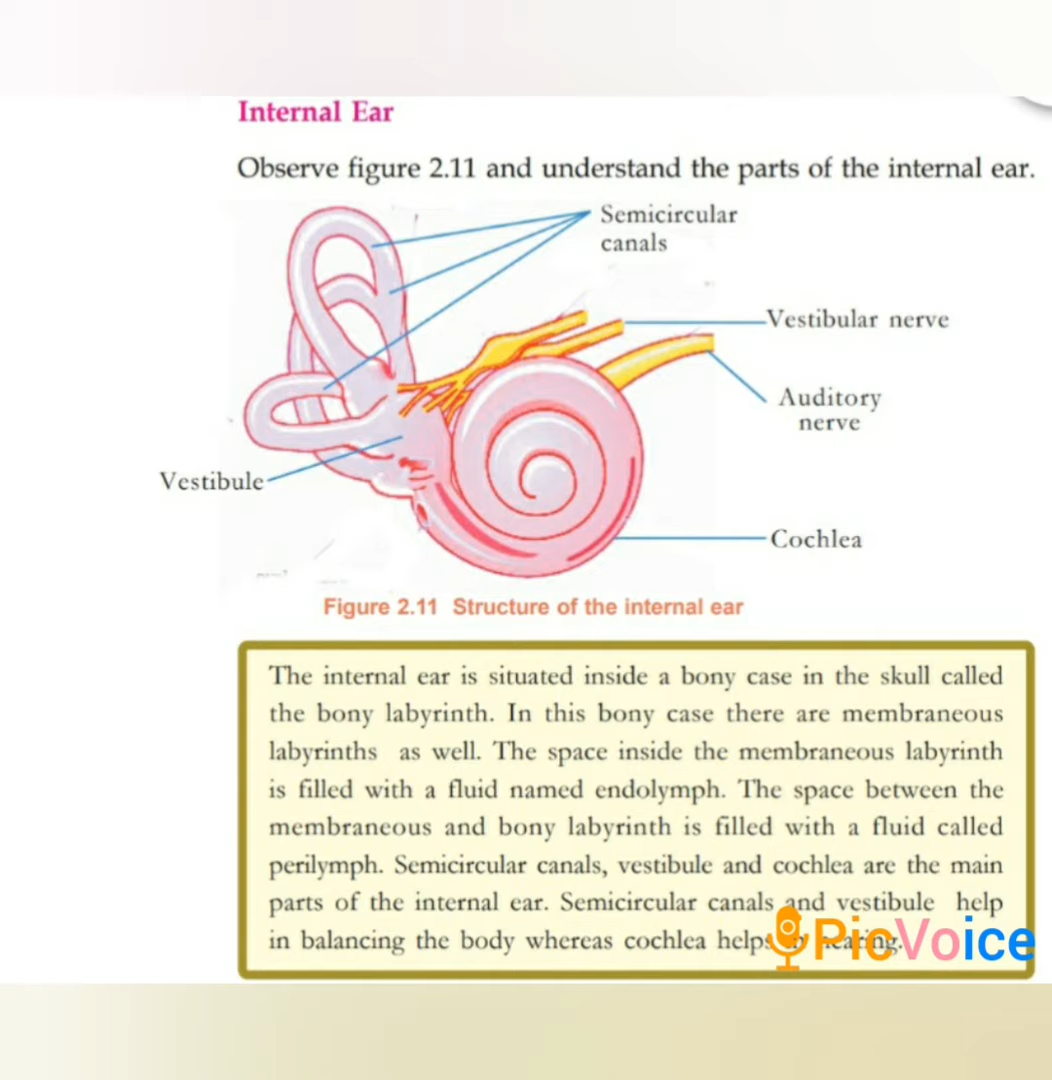 Internal Ear
Observe figure 2.11 and understand the parts of the internal ear.
Semicircular
canals
Vestibular nerve
Auditory
nerve
Vestibule
Cochlea
Figure 2.11 Structure of the internal ear
The internal ear is situated inside a bony case in the skull called
the bony labyrinth. In this bony case there are membraneous
labyrinths as well. The space inside the membraneous labyrinth
is filled with a fluid named endolymph. The space between the
membraneous and bony labyrinth is filled with a fluid called
perilymph. Semicircular canals, vestibule and cochlea are the main
parts of the internal ear. Semicircular canals and vestibule help
in balancing the body whereas cochlea helps hearing.
PicVoice